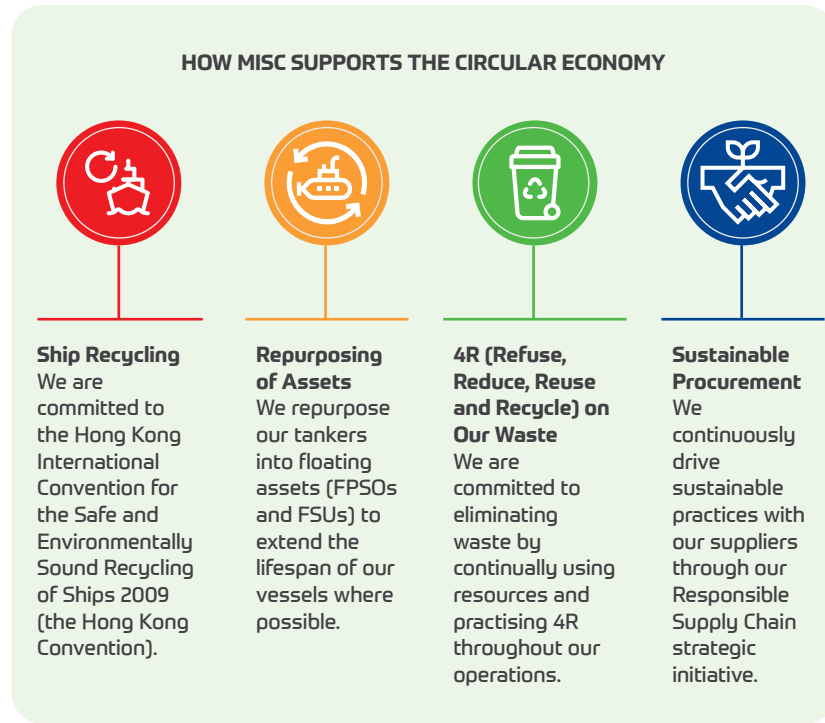 HOW MISC SUPPORTS THE CIRCULAR ECONOMY
Ship Recycling
We are
committed to
the Hong Kong
International
Convention for
the Safe and
Environmentally
Sound Recycling
of Ships 2009
(the Hong Kong
Convention).
Repurposing
of Assets
We repurpose
our tankers
into floating
assets (FPSOs
and FSUs) to
extend the
lifespan of our
vessels where
possible.
4R (Refuse,
Reduce, Reuse
and Recycle) on
Our Waste
We are
committed to
eliminating
waste by
continually using
resources and
practising 4R
throughout our
operations.
Sustainable
Procurement
We
continuously
drive
sustainable
practices with
our suppliers
through our
Responsible
Supply Chain
strategic
initiative.